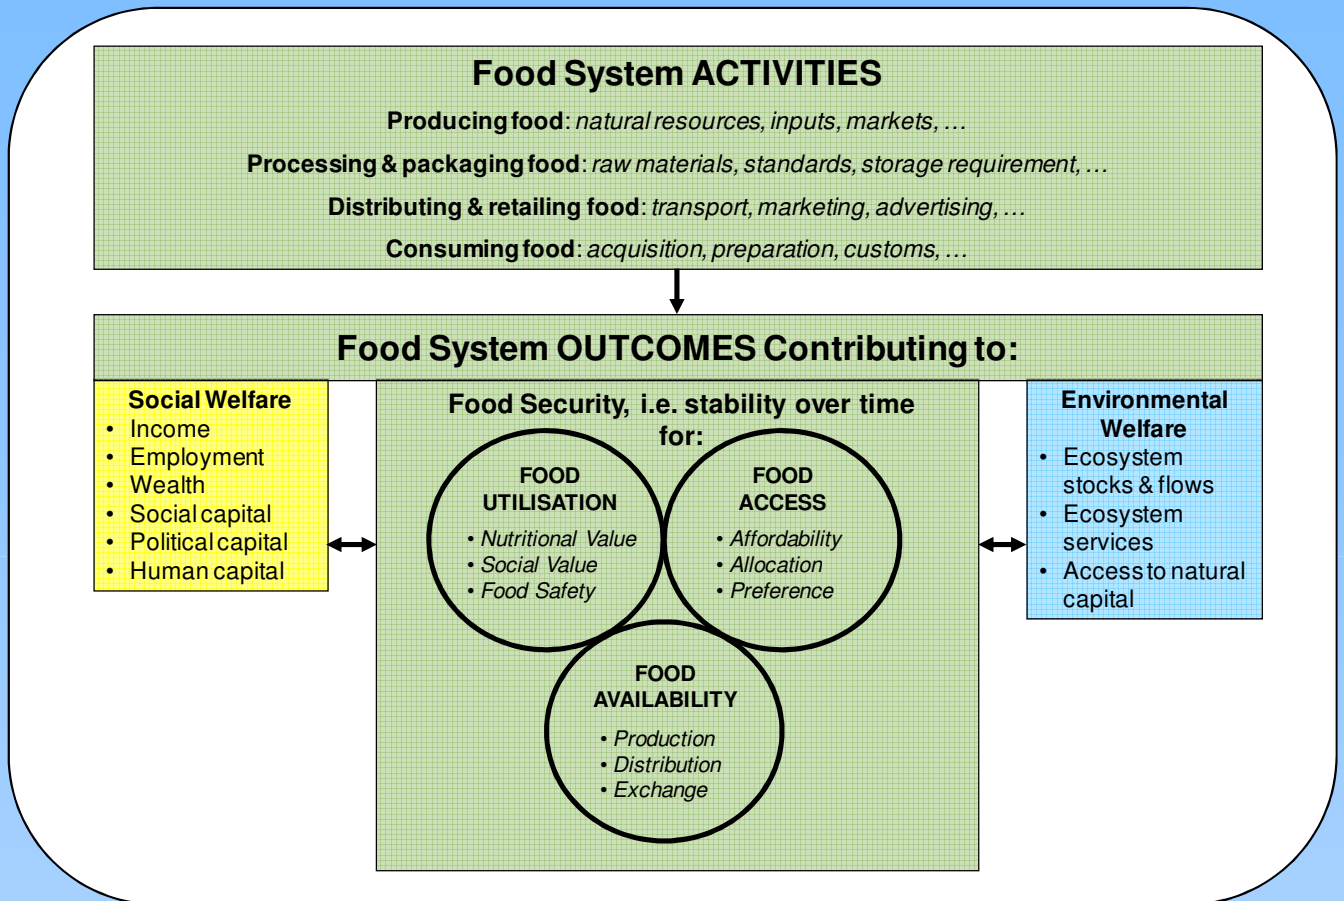 Food System ACTIVITIES
Producing food: natural resources, inputs, markets, …
Processing & packaging food: raw materials, standards, storage requirement, …
Distributing & retailing food: transport, marketing, advertising, …
Consuming food: acquisition, preparation, customs, …
Food System OUTCOMES Contributing to:
Social Welfare
• Income
• Employment
• Wealth
• Social capital
• Political capital
• Human capital
Food Security, i.e. stability over time
for:
FOOD
UTILISATION
• Nutritional Value
• Social Value
• Food Safety
FOOD
ACCESS
• Affordability
• Allocation
• Preference
FOOD
AVAILABILITY
• Production
• Distribution
• Exchange
Environmental
Welfare
• Ecosystem
stocks & flows
• Ecosystem
services
• Access to natural
capital